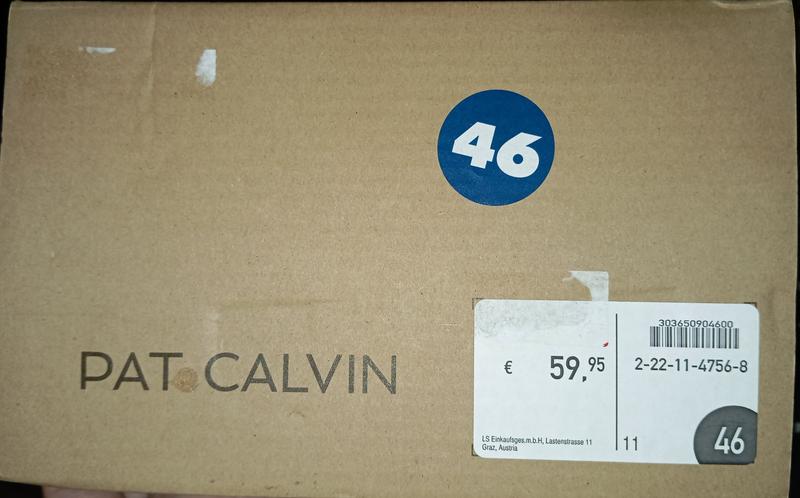 46
PAT CALVIN
€ 59,95
LS Einkaufsges.m.b.H, Lastenstrasse 11
Graz, Austria
303650904600
2-22-11-4756-8
11
46